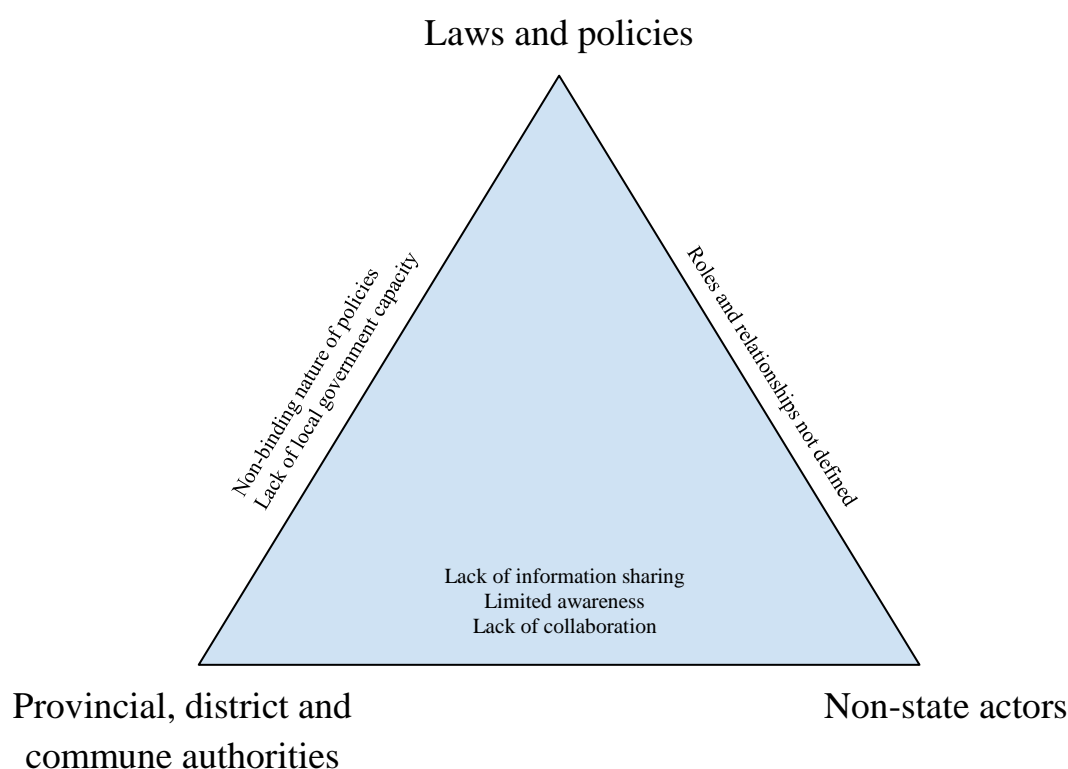 Laws and policies
Non-binding nature of policies
Lack of local government capacity
Roles and relationships not defined
Lack of information sharing
Limited awareness
Lack of collaboration
Provincial, district and
commune authorities
Non-state actors